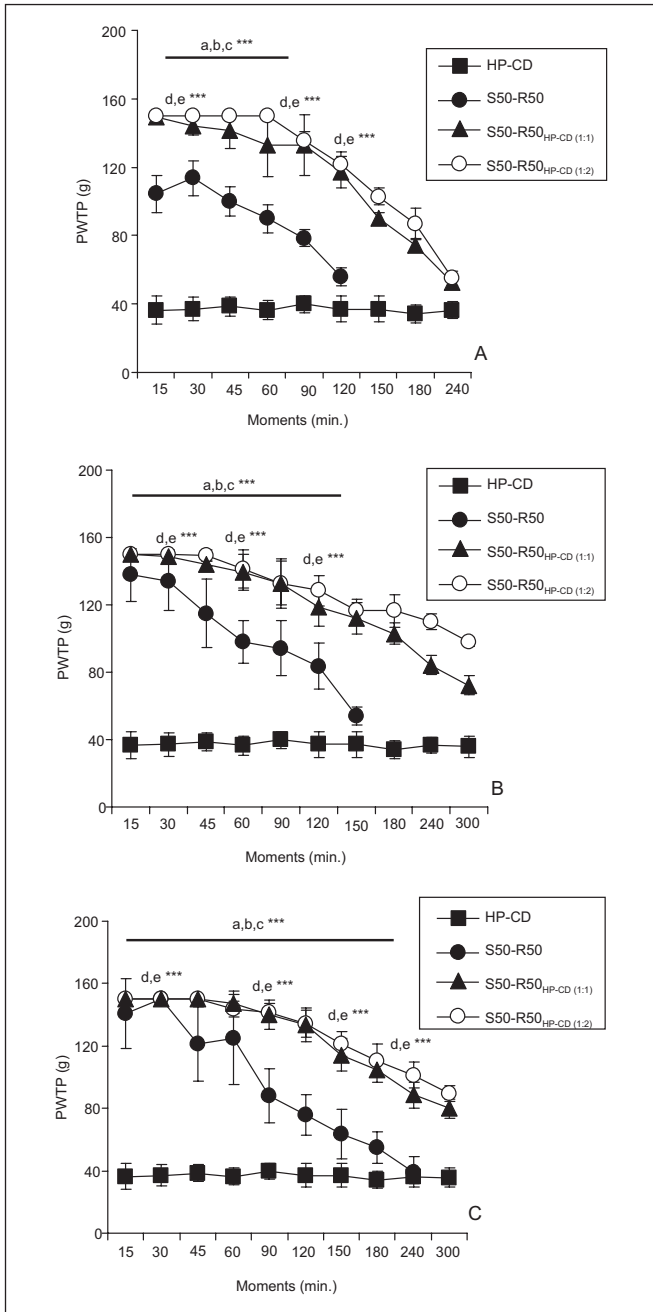 200
a,b,c ***
HP-CD
160
d,e ***
d,e ***
S50-R50
S50-R50HP-CD (1:1)
120
d,e ***
S50-R50HP-CD (1:2)
PWTP (g)
80
40
0
A
15 30 45 60 90 120 150 180 240
Moments (min.)
200
a,b,c ***
HP-CD
160
d,e *** d,e *** d,e ***
S50-R50
S50-R50HP-CD (1:1)
120
S50-R50HP-CD (1:2)
PWTP (g)
80
40
0
B
15 30 45 60 90 120 150 180 240 300
Moments (min.)
200
a,b,c ***
HP-CD
160
d,e *** d,e *** d,e *** d,e ***
S50-R50
S50-R50HP-CD (1:1)
120
S50-R50HP-CD (1:2)
PWTP (g)
80
40
0
C
15 30 45 60 90 120 150 180 240 300
Moments (min.)